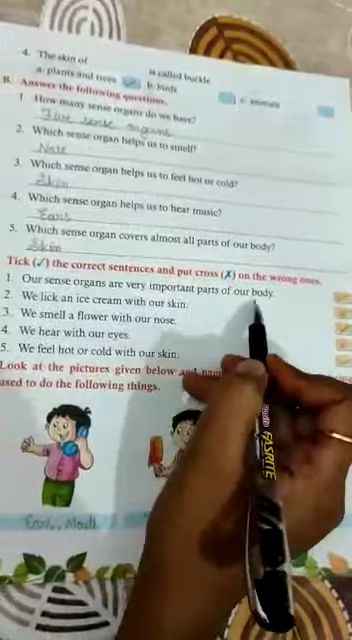 4. The skin of is called buckle
a. plants and trees b. birds c. animals
B. Answer the following questions.
1. How many sense organs do we have?
Five sense organs
2. Which sense organ helps us to smell?
Nose
3. Which sense organ helps us to feel hot or cold?
Skin
4. Which sense organ helps us to hear music?
Ears
5. Which sense organ covers almost all parts of our body?
Skin
Tick (✓) the correct sentences and put cross (✗) on the wrong ones.
1. Our sense organs are very important parts of our body.
2. We lick an ice cream with our skin.
3. We smell a flower with our nose.
4. We hear with our eyes.
5. We feel hot or cold with our skin.
Look at the pictures given below and
used to do the following things.
FASRITE
Ears, Mouth